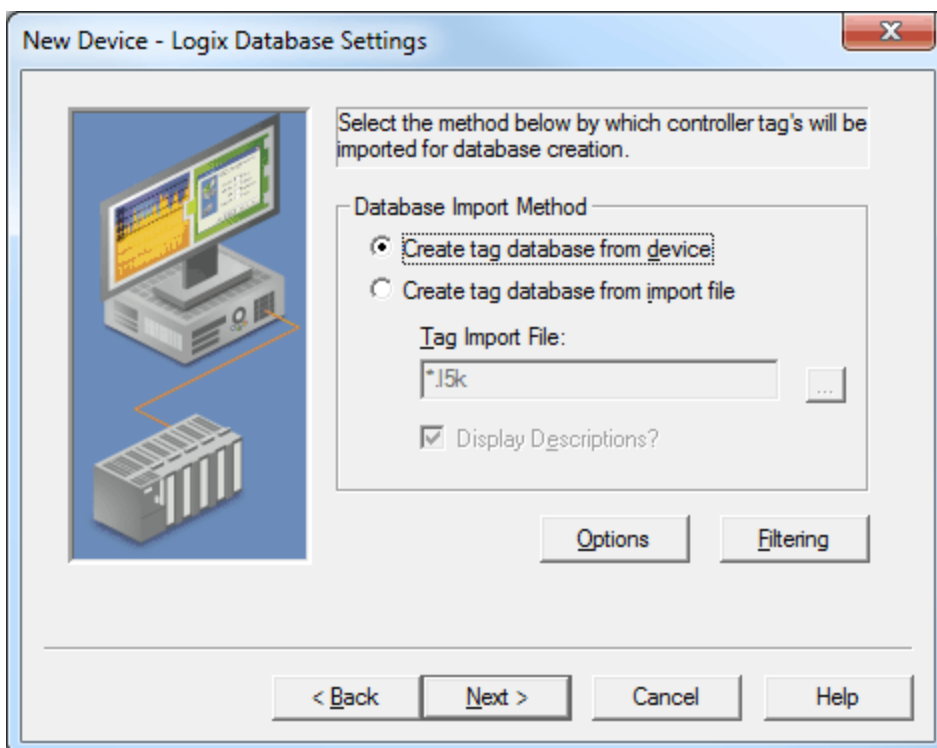 New Device - Logix Database Settings
Select the method below by which controller tag's will be
imported for database creation.
Database Import Method
Create tag database from device
Create tag database from import file
Tag Import File:
*.l5k
...
Display Descriptions?
Options
Filtering
< Back
Next >
Cancel
Help